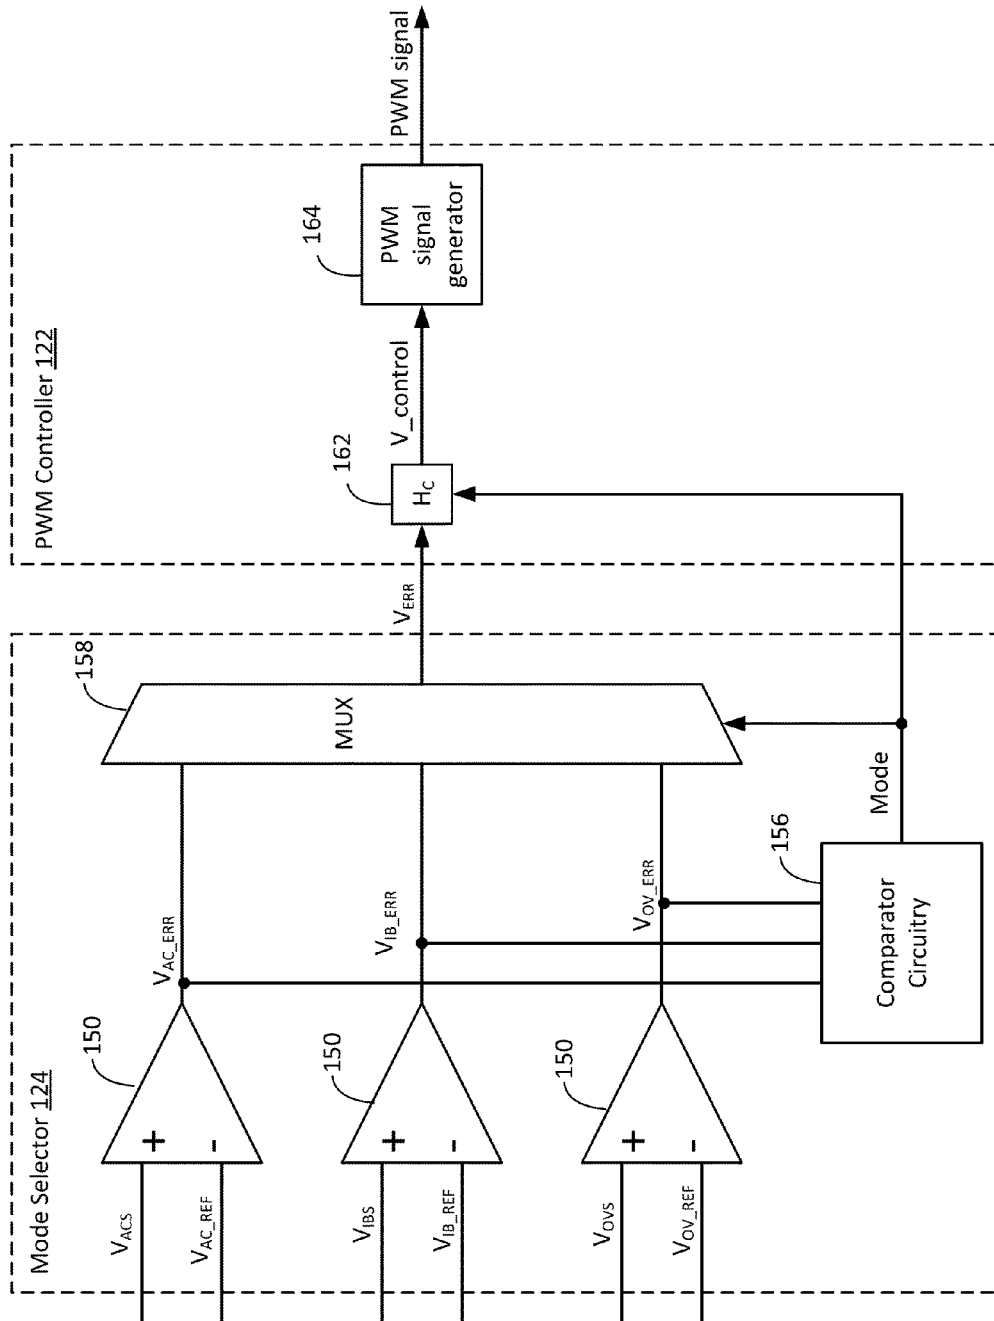 Mode Selector 124
V_ACS
V_AC_REF
150
V_AC_ERR
V_IBS
V_IB_REF
150
V_IB_ERR
V_OVS
V_OV_REF
150
V_OV_ERR
+
-
+
-
+
-
Comparator
Circuitry
156
Mode
MUX
158
V_ERR
PWM Controller 122
H_C
162
V_control
PWM
signal
generator
164
PWM signal